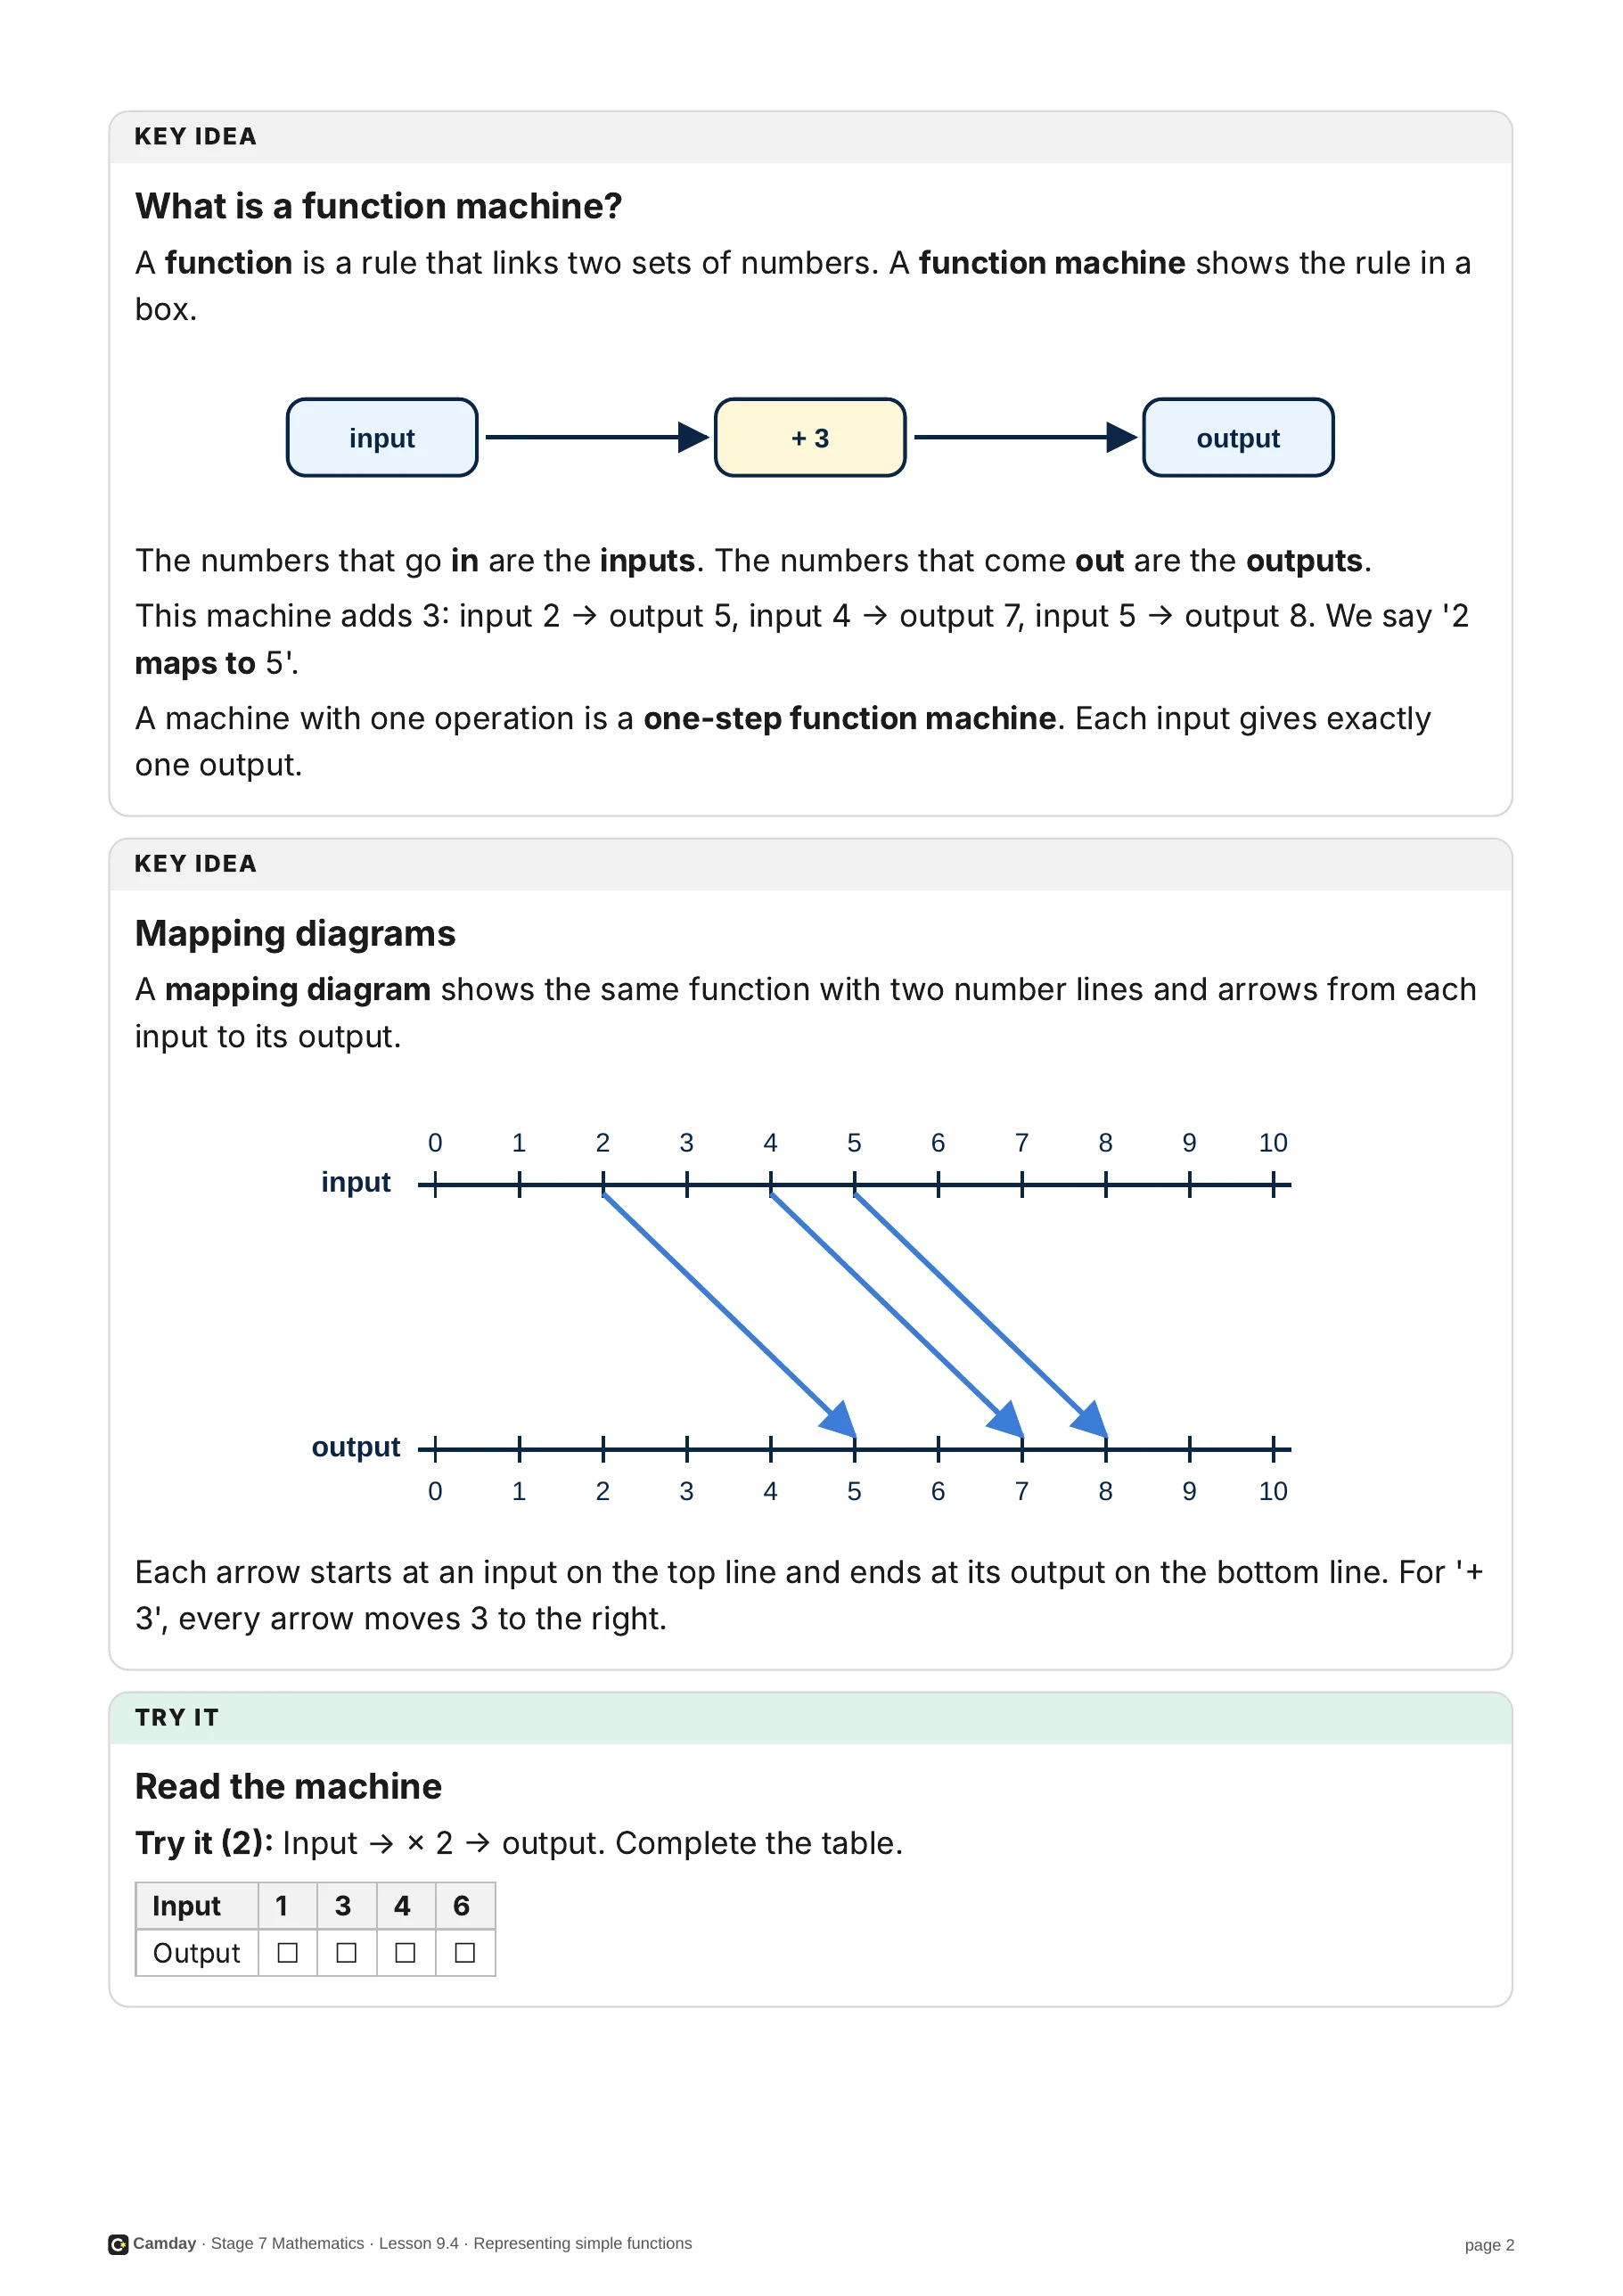 KEY IDEA
What is a function machine?
A function is a rule that links two sets of numbers. A function machine shows the rule in a
box.
input + 3 output
The numbers that go in are the inputs. The numbers that come out are the outputs.
This machine adds 3: input 2 → output 5, input 4 → output 7, input 5 → output 8. We say '2
maps to 5'.
A machine with one operation is a one-step function machine. Each input gives exactly
one output.
KEY IDEA
Mapping diagrams
A mapping diagram shows the same function with two number lines and arrows from each
input to its output.
0 1 2 3 4 5 6 7 8 9 10
input
output
0 1 2 3 4 5 6 7 8 9 10
Each arrow starts at an input on the top line and ends at its output on the bottom line. For '+
3', every arrow moves 3 to the right.
TRY IT
Read the machine
Try it (2): Input → × 2 → output. Complete the table.
Input 1 3 4 6
Output □ □ □ □
Camday · Stage 7 Mathematics · Lesson 9.4 · Representing simple functions page 2